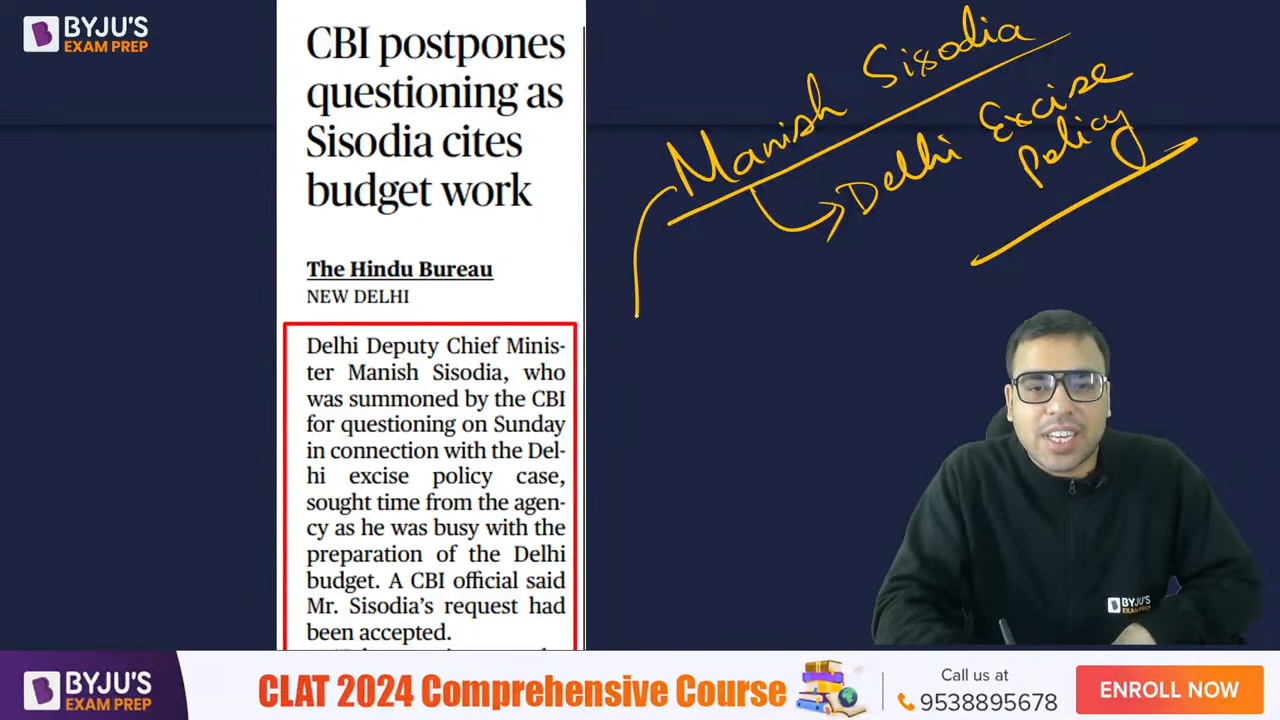 BYJU'S
EXAM PREP
CBI postpones
questioning as
Sisodia cites
budget work
The Hindu Bureau
NEW DELHI
Delhi Deputy Chief Minis-
ter Manish Sisodia, who
was summoned by the CBI
for questioning on Sunday
in connection with the Del-
hi excise policy case,
sought time from the agen-
cy as he was busy with the
preparation of the Delhi
budget. A CBI official said
Mr. Sisodia's request had
been accepted.
Manish Sisodia
Delhi Excise
Policy
BYJU'S
EXAM PREP
BYJU'S
EXAM PREP
CLAT 2024 Comprehensive Course
Call us at
9538895678
ENROLL NOW